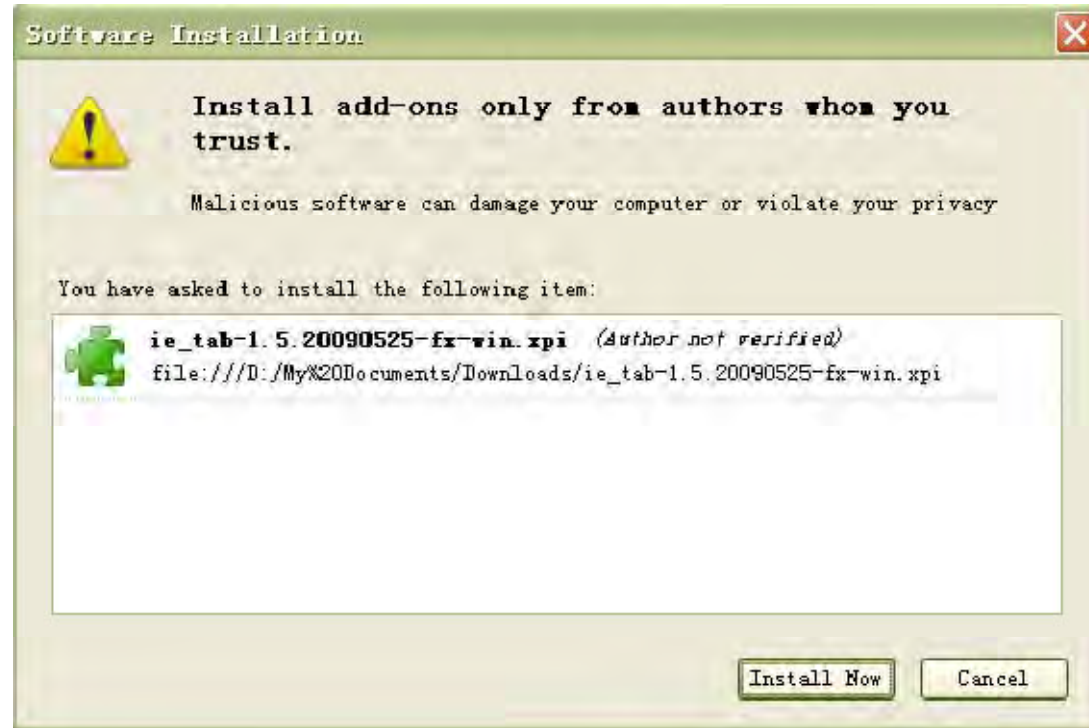 Software Installation
Install add-ons only from authors whom you
trust.
Malicious software can damage your computer or violate your privacy
You have asked to install the following item:
ie_tab-1.5.20090525-fx-win.xpi (Author not verified)
file:///D:/My%20Documents/Downloads/ie_tab-1.5.20090525-fx-win.xpi
Install Now Cancel